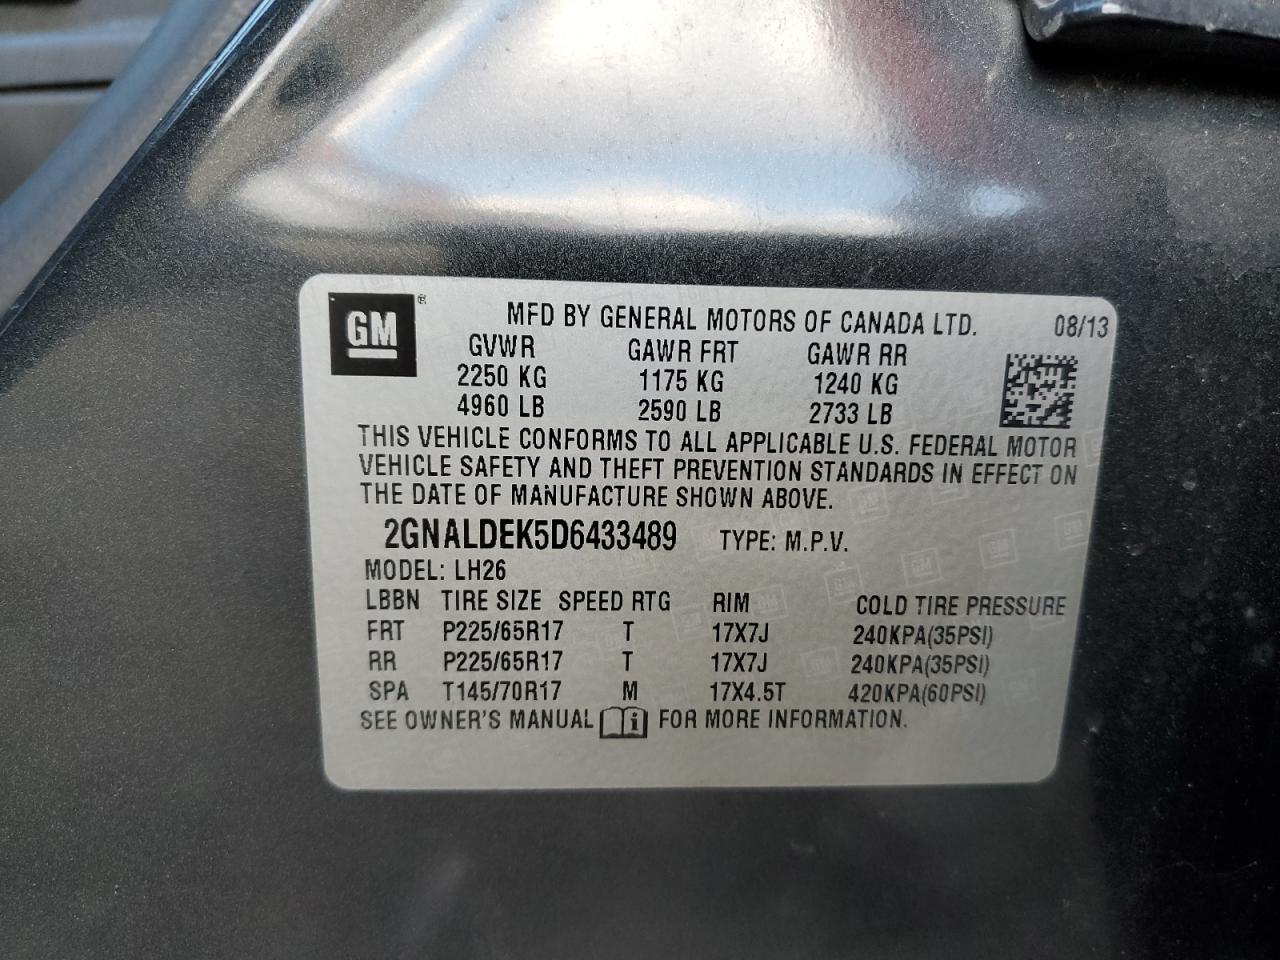 GM ®
MFD BY GENERAL MOTORS OF CANADA LTD. 08/13
GVWR GAWR FRT GAWR RR
2250 KG 1175 KG 1240 KG
4960 LB 2590 LB 2733 LB
THIS VEHICLE CONFORMS TO ALL APPLICABLE U.S. FEDERAL MOTOR
VEHICLE SAFETY AND THEFT PREVENTION STANDARDS IN EFFECT ON
THE DATE OF MANUFACTURE SHOWN ABOVE.
2GNALDEK5D6433489 TYPE: M.P.V.
MODEL: LH26
LBBN TIRE SIZE SPEED RTG RIM COLD TIRE PRESSURE
FRT P225/65R17 T 17X7J 240KPA(35PSI)
RR P225/65R17 T 17X7J 240KPA(35PSI)
SPA T145/70R17 M 17X4.5T 420KPA(60PSI)
SEE OWNER'S MANUAL i FOR MORE INFORMATION.